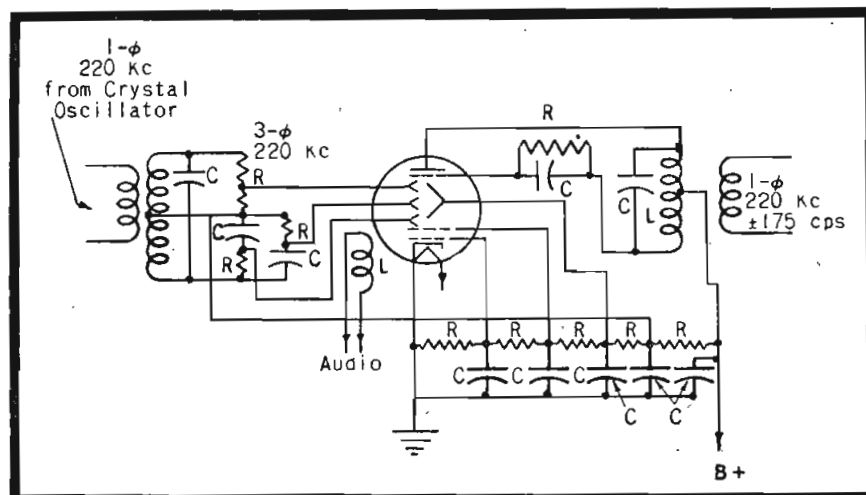 1-φ
220 Kc
from Crystal
Oscillator
3-φ
220 Kc
R
C
R
C
R
C
R
L
Audio
R
C
C
L
1-φ
220 Kc
±175 cps
R
R
R
R
R
C
C
C
C
B+